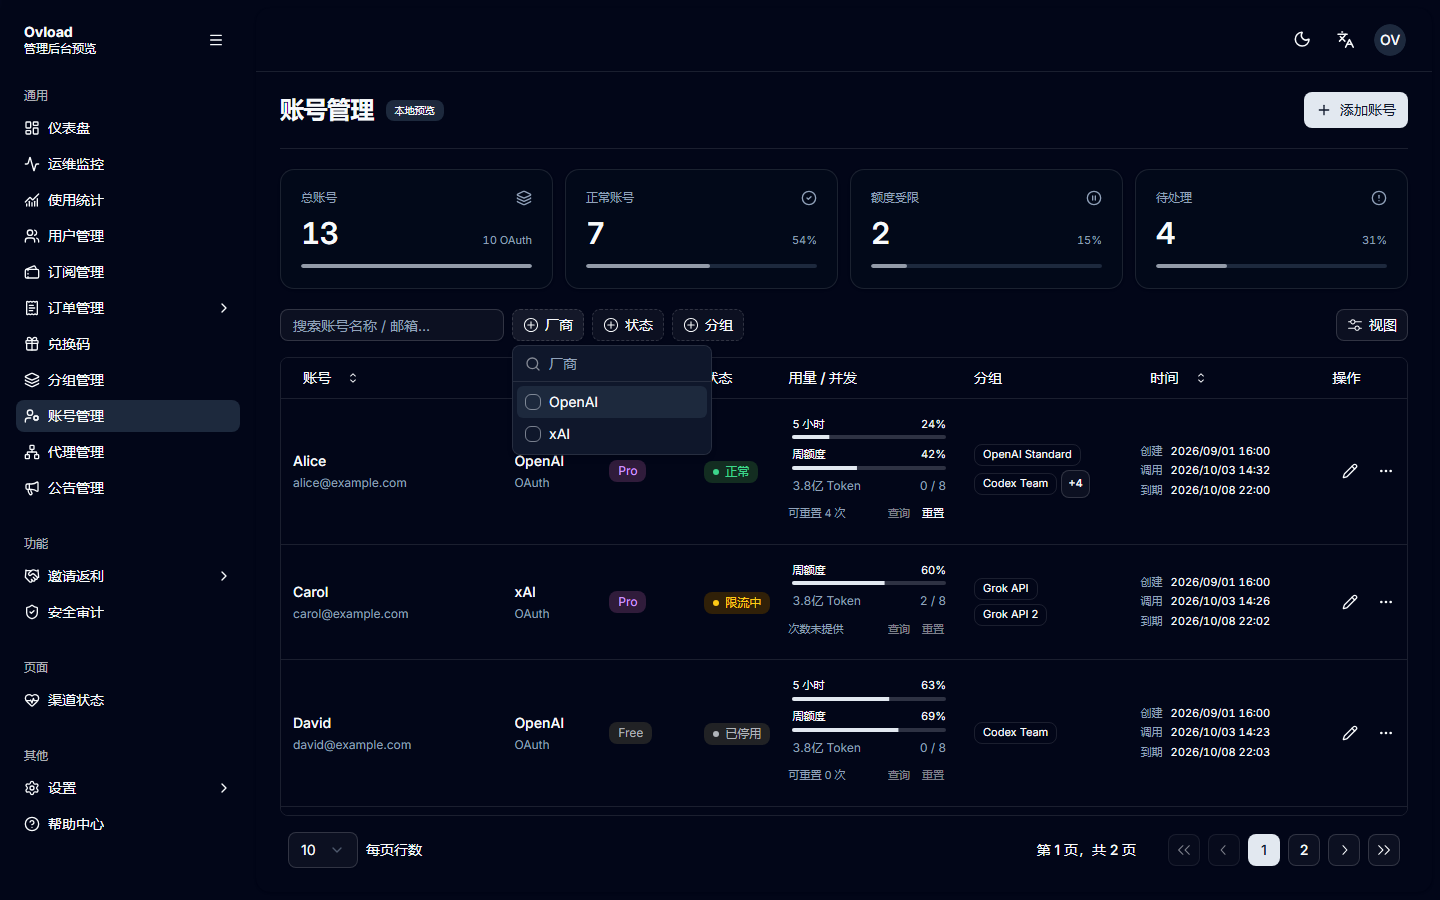 Ovload
管理后台预览
OV
通用
仪表盘
运维监控
使用统计
用户管理
订阅管理
订单管理
兑换码
分组管理
账号管理
代理管理
公告管理
功能
邀请返利
安全审计
页面
渠道状态
其他
设置
帮助中心
账号管理
本地预览
添加账号
总账号
13
10 OAuth
正常账号
7
54%
额度受限
2
15%
待处理
4
31%
搜索账号名称 / 邮箱...
厂商
状态
分组
视图
厂商
OpenAI
xAI
账号
状态
用量 / 并发
分组
时间
操作
Alice
alice@example.com
OpenAI
OAuth
Pro
正常
5 小时 24%
周额度 42%
3.8亿 Token 0 / 8
可重置 4 次 查询 重置
OpenAI Standard
Codex Team +4
创建 2026/09/01 16:00
调用 2026/10/03 14:32
到期 2026/10/08 22:00
Carol
carol@example.com
xAI
OAuth
Pro
限流中
周额度 60%
3.8亿 Token 2 / 8
次数未提供 查询 重置
Grok API
Grok API 2
创建 2026/09/01 16:00
调用 2026/10/03 14:26
到期 2026/10/08 22:02
David
david@example.com
OpenAI
OAuth
Free
已停用
5 小时 63%
周额度 69%
3.8亿 Token 0 / 8
可重置 0 次 查询 重置
Codex Team
创建 2026/09/01 16:00
调用 2026/10/03 14:23
到期 2026/10/08 22:03
10
每页行数
第 1 页，共 2 页
1
2